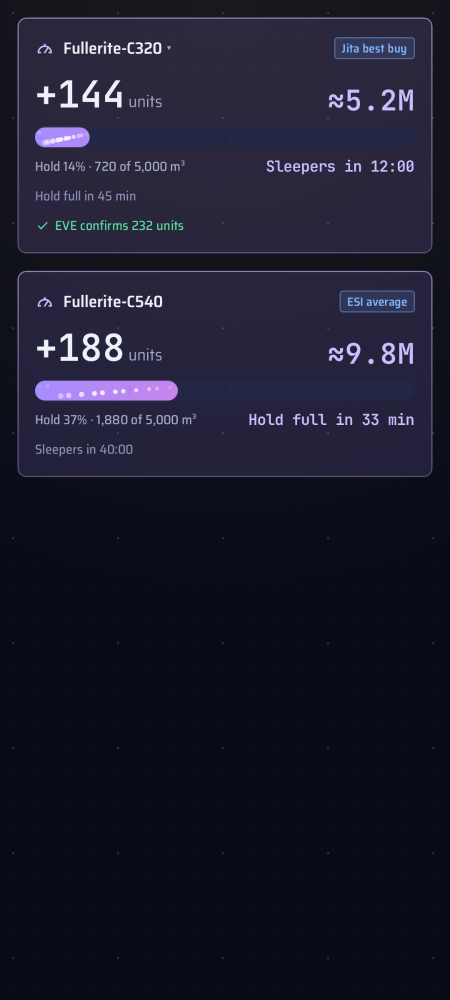 Fullerite-C320 ▾
Jita best buy
+144 units
≈5.2M
Hold 14% · 720 of 5,000 m³
Sleepers in 12:00
Hold full in 45 min
✓ EVE confirms 232 units
Fullerite-C540
ESI average
+188 units
≈9.8M
Hold 37% · 1,880 of 5,000 m³
Hold full in 33 min
Sleepers in 40:00